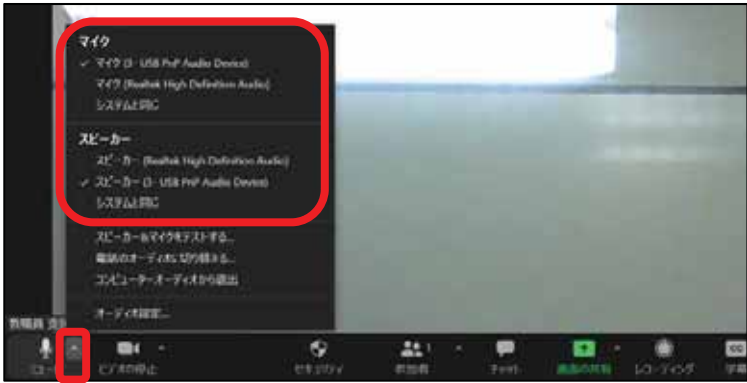 マイク
✓ マイク (3- USB PnP Audio Device)
マイク (Realtek High Definition Audio)
システムと同じ
スピーカー
スピーカー (Realtek High Definition Audio)
✓ スピーカー (3- USB PnP Audio Device)
システムと同じ
スピーカー&マイクをテストする...
電話のオーディオに切り替える...
コンピューターオーディオから退出
オーディオ設定...
教職員
ビデオの停止
セキュリティ
参加者
1
チャット
画面の共有
レコーディング
CC
字幕